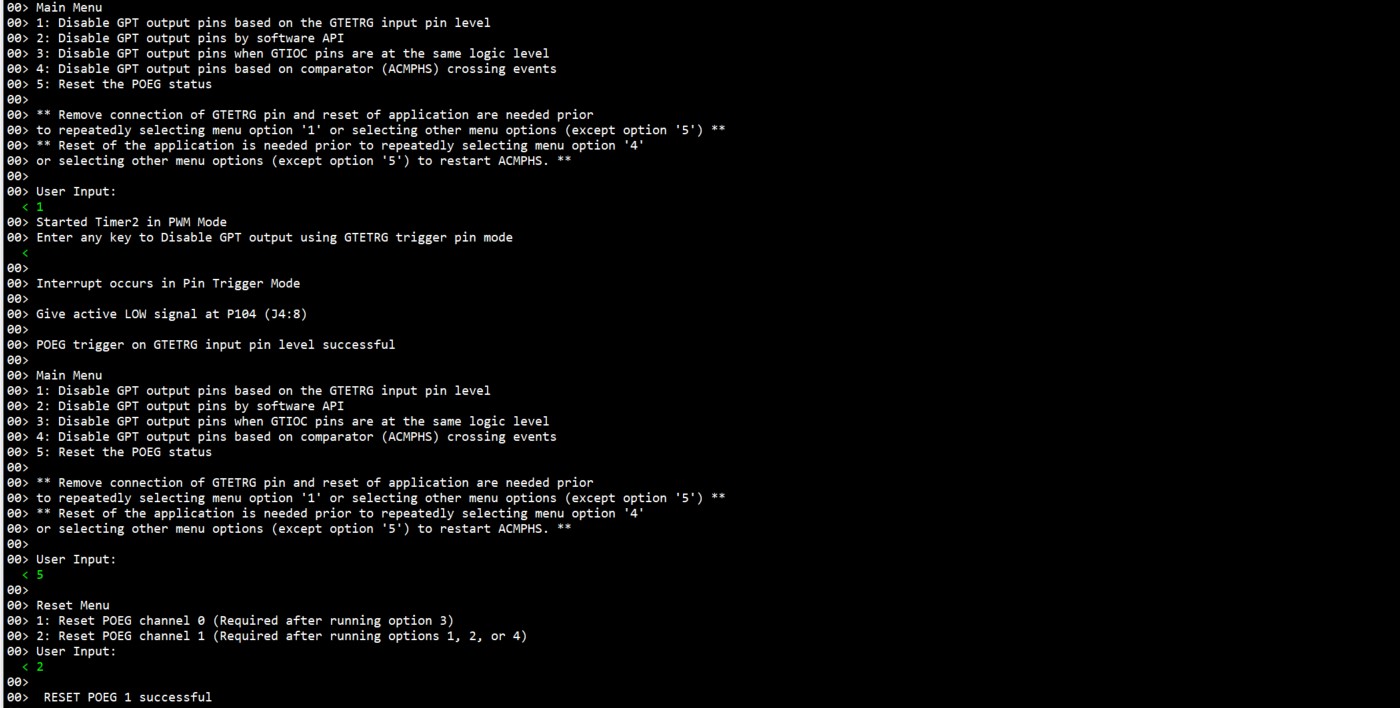 00> Main Menu
00> 1: Disable GPT output pins based on the GTETRG input pin level
00> 2: Disable GPT output pins by software API
00> 3: Disable GPT output pins when GTIOC pins are at the same logic level
00> 4: Disable GPT output pins based on comparator (ACMPHS) crossing events
00> 5: Reset the POEG status
00>
00> ** Remove connection of GTETRG pin and reset of application are needed prior
00> to repeatedly selecting menu option '1' or selecting other menu options (except option '5') **
00> ** Reset of the application is needed prior to repeatedly selecting menu option '4'
00> or selecting other menu options (except option '5') to restart ACMPHS. **
00>
00> User Input:
< 1
00> Started Timer2 in PWM Mode
00> Enter any key to Disable GPT output using GTETRG trigger pin mode
<
00>
00> Interrupt occurs in Pin Trigger Mode
00>
00> Give active LOW signal at P104 (J4:8)
00>
00> POEG trigger on GTETRG input pin level successful
00>
00> Main Menu
00> 1: Disable GPT output pins based on the GTETRG input pin level
00> 2: Disable GPT output pins by software API
00> 3: Disable GPT output pins when GTIOC pins are at the same logic level
00> 4: Disable GPT output pins based on comparator (ACMPHS) crossing events
00> 5: Reset the POEG status
00>
00> ** Remove connection of GTETRG pin and reset of application are needed prior
00> to repeatedly selecting menu option '1' or selecting other menu options (except option '5') **
00> ** Reset of the application is needed prior to repeatedly selecting menu option '4'
00> or selecting other menu options (except option '5') to restart ACMPHS. **
00>
00> User Input:
< 5
00>
00> Reset Menu
00> 1: Reset POEG channel 0 (Required after running option 3)
00> 2: Reset POEG channel 1 (Required after running options 1, 2, or 4)
00> User Input:
< 2
00>
00>  RESET POEG 1 successful